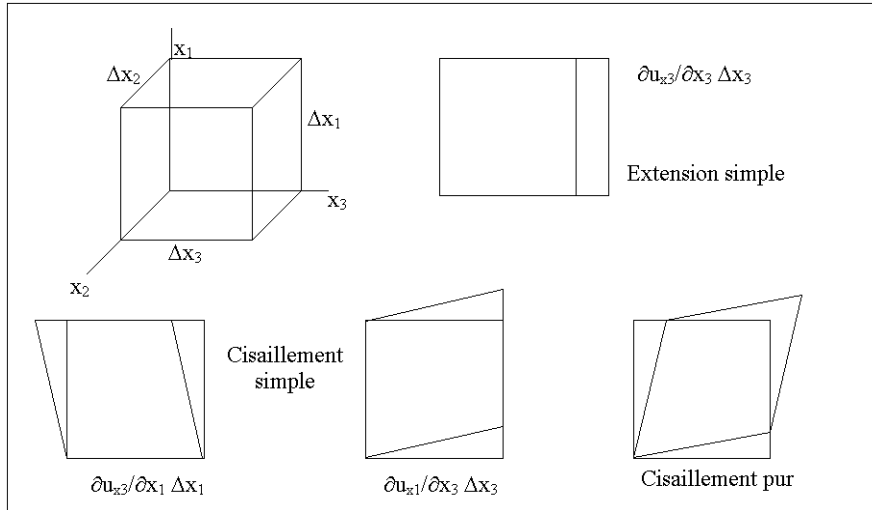 x₁
Δx₂
Δx₁
x₃
Δx₃
x₂
∂uₓ₃/∂x₃ Δx₃
Extension simple
Cisaillement
simple
∂uₓ₃/∂x₁ Δx₁
∂uₓ₁/∂x₃ Δx₃
Cisaillement pur